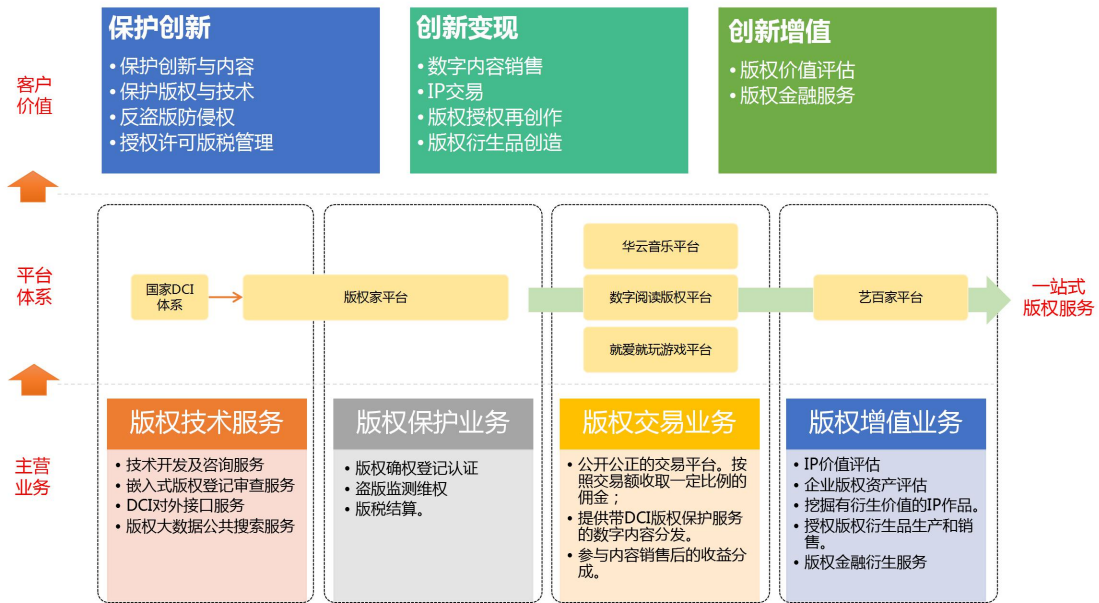 保护创新
• 保护创新与内容
• 保护版权与技术
• 反盗版防侵权
• 授权许可版税管理
创新变现
• 数字内容销售
• IP交易
• 版权授权再创作
• 版权衍生品创造
创新增值
• 版权价值评估
• 版权金融服务
客户
价值
平台
体系
国家DCI
体系
版权家平台
华云音乐平台
数字阅读版权平台
就爱就玩游戏平台
艺百家平台
一站式
版权服务
主营
业务
版权技术服务
• 技术开发及咨询服务
• 嵌入式版权登记审查服务
• DCI对外接口服务
• 版权大数据公共搜索服务
版权保护业务
• 版权确权登记认证
• 盗版监测维权
• 版税结算。
版权交易业务
• 公开公正的交易平台。按
照交易额收取一定比例的
佣金；
• 提供带DCI版权保护服务
的数字内容分发。
• 参与内容销售后的收益分
成。
版权增值业务
• IP价值评估
• 企业版权资产评估
• 挖掘有衍生价值的IP作品。
• 授权版权衍生品生产和销
售。
• 版权金融衍生服务